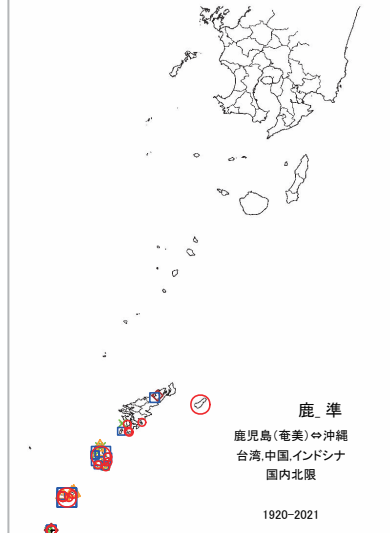 鹿_準
鹿児島(奄美)⇔沖縄
台湾,中国,インドシナ
国内北限
1920-2021